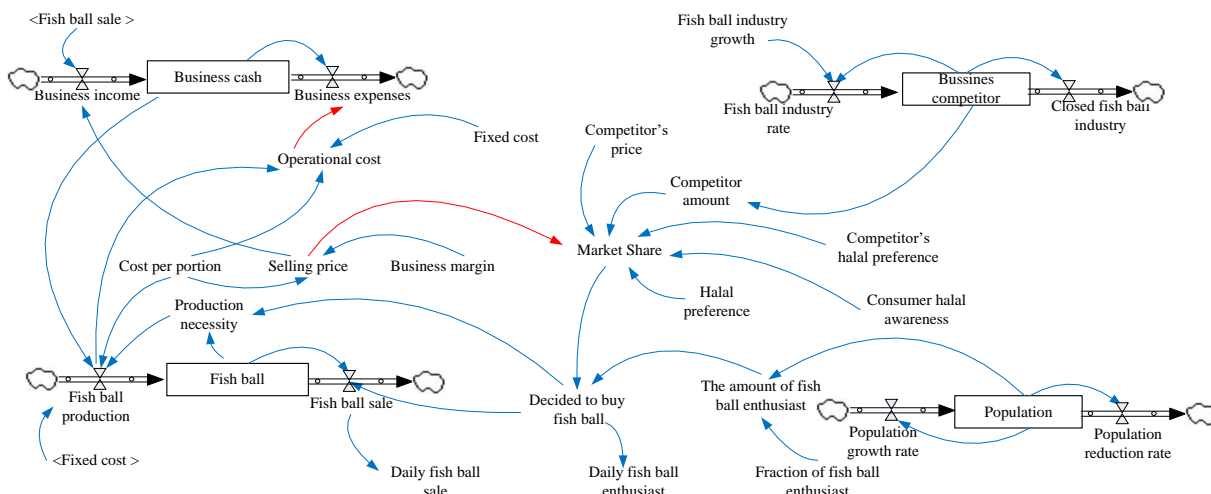 <Fish ball sale >
Business cash
Business income
Business expenses
Fish ball industry
growth
Bussines
competitor
Fish ball industry
rate
Closed fish ball
industry
Fixed cost
Operational cost
Competitor's
price
Competitor
amount
Market Share
Competitor's
halal preference
Cost per portion
Selling price
Business margin
Halal
preference
Consumer halal
awareness
Production
necessity
Fish ball
Fish ball
production
Fish ball sale
Decided to buy
fish ball
The amount of fish
ball enthusiast
Population
Population
growth rate
Population
reduction rate
<Fixed cost >
Daily fish ball
sale
Daily fish ball
enthusiast
Fraction of fish ball
enthusiast